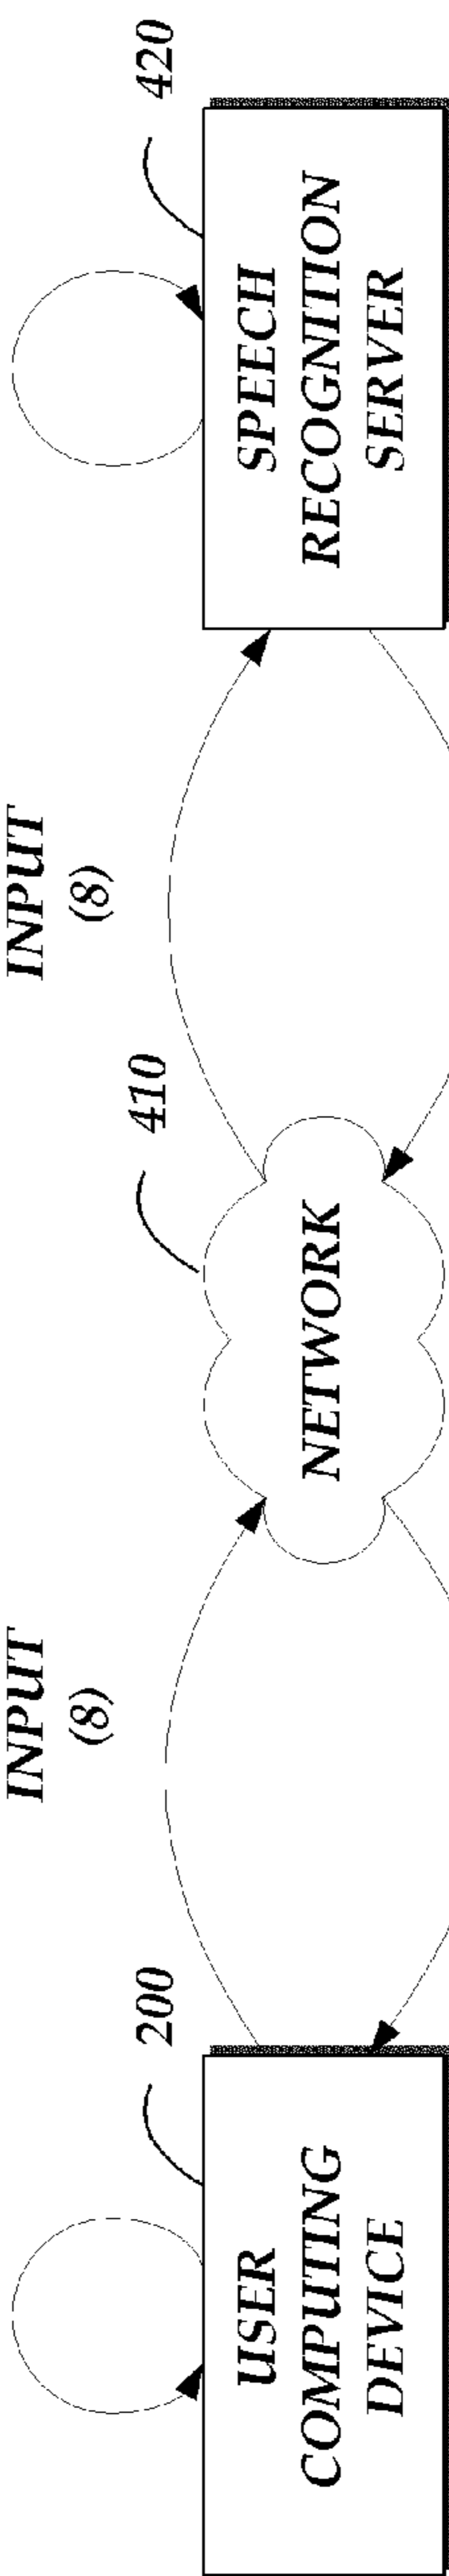 INPUT
(8)
INPUT
(8)
200
410
420
USER
COMPUTING
DEVICE
NETWORK
SPEECH
RECOGNITION
SERVER